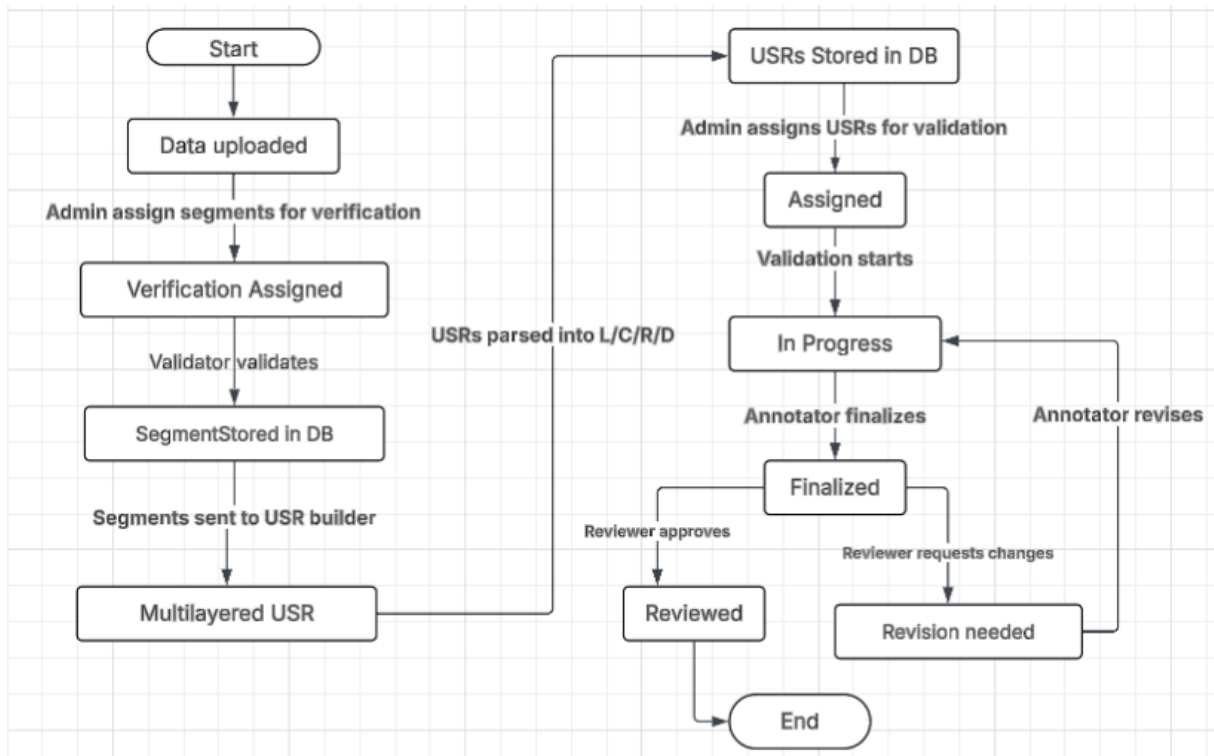 Start
Data uploaded
Admin assign segments for verification
Verification Assigned
Validator validates
SegmentStored in DB
Segments sent to USR builder
Multilayered USR
USRs parsed into L/C/R/D
USRs Stored in DB
Admin assigns USRs for validation
Assigned
Validation starts
In Progress
Annotator finalizes
Annotator revises
Finalized
Reviewer approves
Reviewer requests changes
Reviewed
Revision needed
End